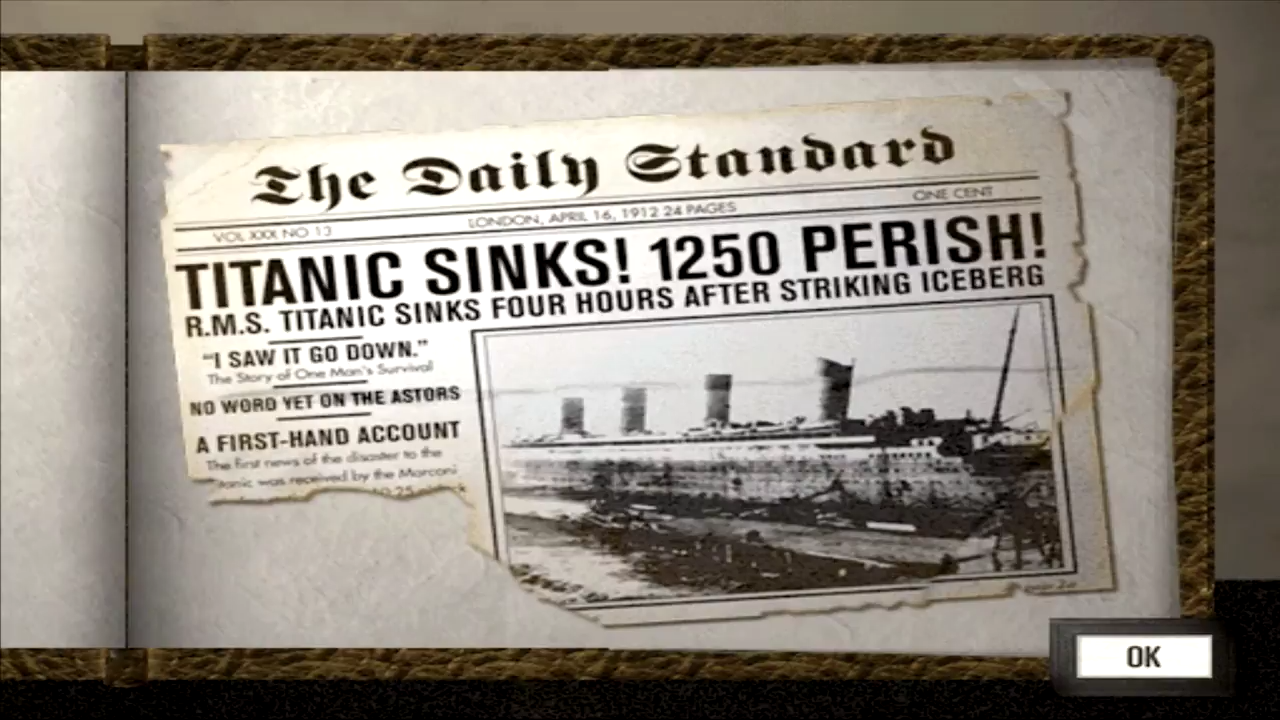 The Daily Standard
VOL XXX NO 13 LONDON, APRIL 16, 1912 24 PAGES ONE CENT
TITANIC SINKS! 1250 PERISH!
R.M.S. TITANIC SINKS FOUR HOURS AFTER STRIKING ICEBERG
“I SAW IT GO DOWN.”
The Story of One Man's Survival
NO WORD YET ON THE ASTORS
A FIRST-HAND ACCOUNT
The first news of the disaster to the
was received by the Marconi
OK